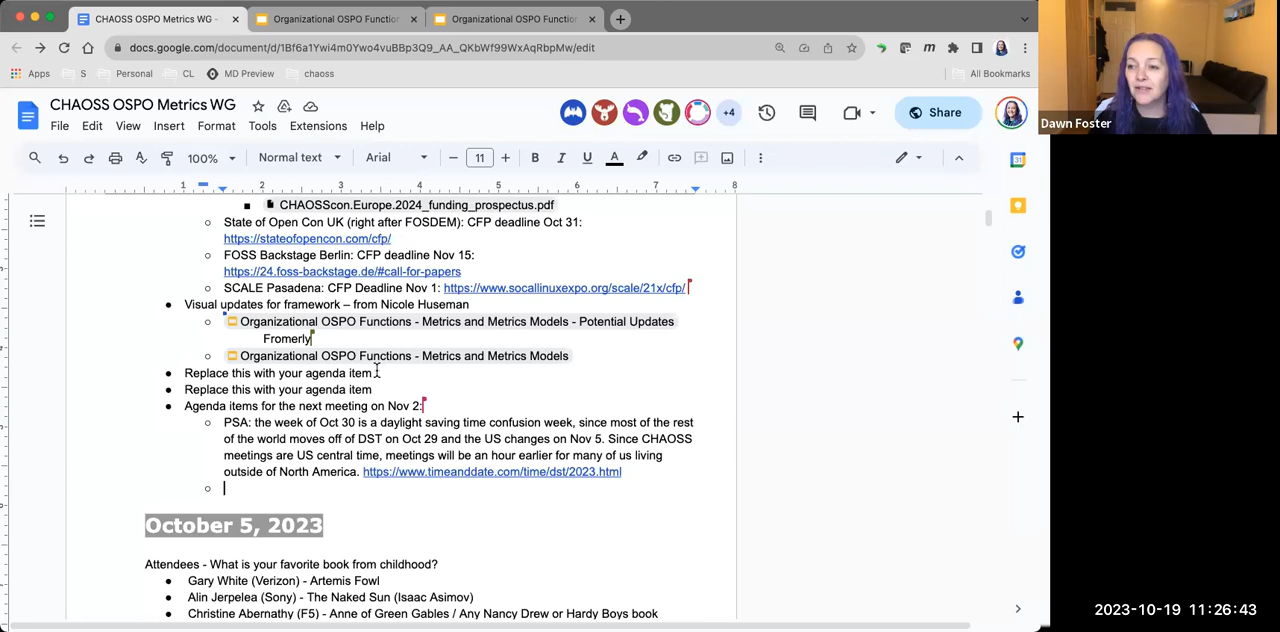 CHAOSS OSPO Metrics WG -
Organizational OSPO Function
Organizational OSPO Function
docs.google.com/document/d/1Bf6a1Ywi4m0Ywo4vuBBp3Q9_AA_QKbWf99WxAqRbpMw/edit
Apps
S
Personal
CL
MD Preview
chaoss
All Bookmarks
CHAOSS OSPO Metrics WG
File Edit View Insert Format Tools Extensions Help
+4
Share
100%
Normal text
Arial
11
B I U A
1 2 3 4 5 6 7 8
CHAOSScon.Europe.2024_funding_prospectus.pdf
State of Open Con UK (right after FOSDEM): CFP deadline Oct 31:
https://stateofopencon.com/cfp/
FOSS Backstage Berlin: CFP deadline Nov 15:
https://24.foss-backstage.de/#call-for-papers
SCALE Pasadena: CFP Deadline Nov 1: https://www.socallinuxexpo.org/scale/21x/cfp/
Visual updates for framework – from Nicole Huseman
Organizational OSPO Functions - Metrics and Metrics Models - Potential Updates
Fromerly
Organizational OSPO Functions - Metrics and Metrics Models
Replace this with your agenda item
Replace this with your agenda item
Agenda items for the next meeting on Nov 2:
PSA: the week of Oct 30 is a daylight saving time confusion week, since most of the rest
of the world moves off of DST on Oct 29 and the US changes on Nov 5. Since CHAOSS
meetings are US central time, meetings will be an hour earlier for many of us living
outside of North America. https://www.timeanddate.com/time/dst/2023.html
October 5, 2023
Attendees - What is your favorite book from childhood?
Gary White (Verizon) - Artemis Fowl
Alin Jerpelea (Sony) - The Naked Sun (Isaac Asimov)
Christine Abernathy (F5) - Anne of Green Gables / Any Nancy Drew or Hardy Boys book
Dawn Foster
2023-10-19 11:26:43